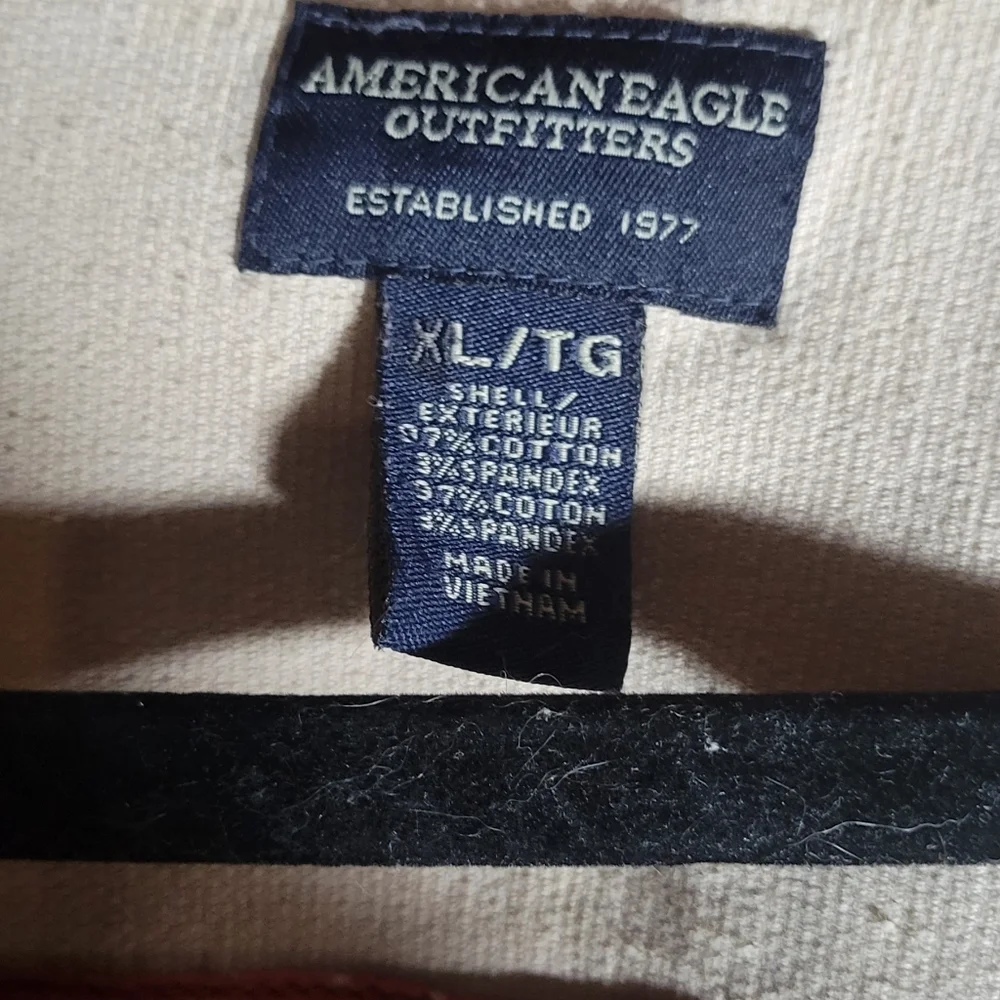 AMERICAN EAGLE
OUTFITTERS
ESTABLISHED 1977
XL/TG
SHELL/
EXTERIEUR
97% COTTON
3% SPANDEX
97% COTON
3% SPANDEX
MADE IN
VIETNAM